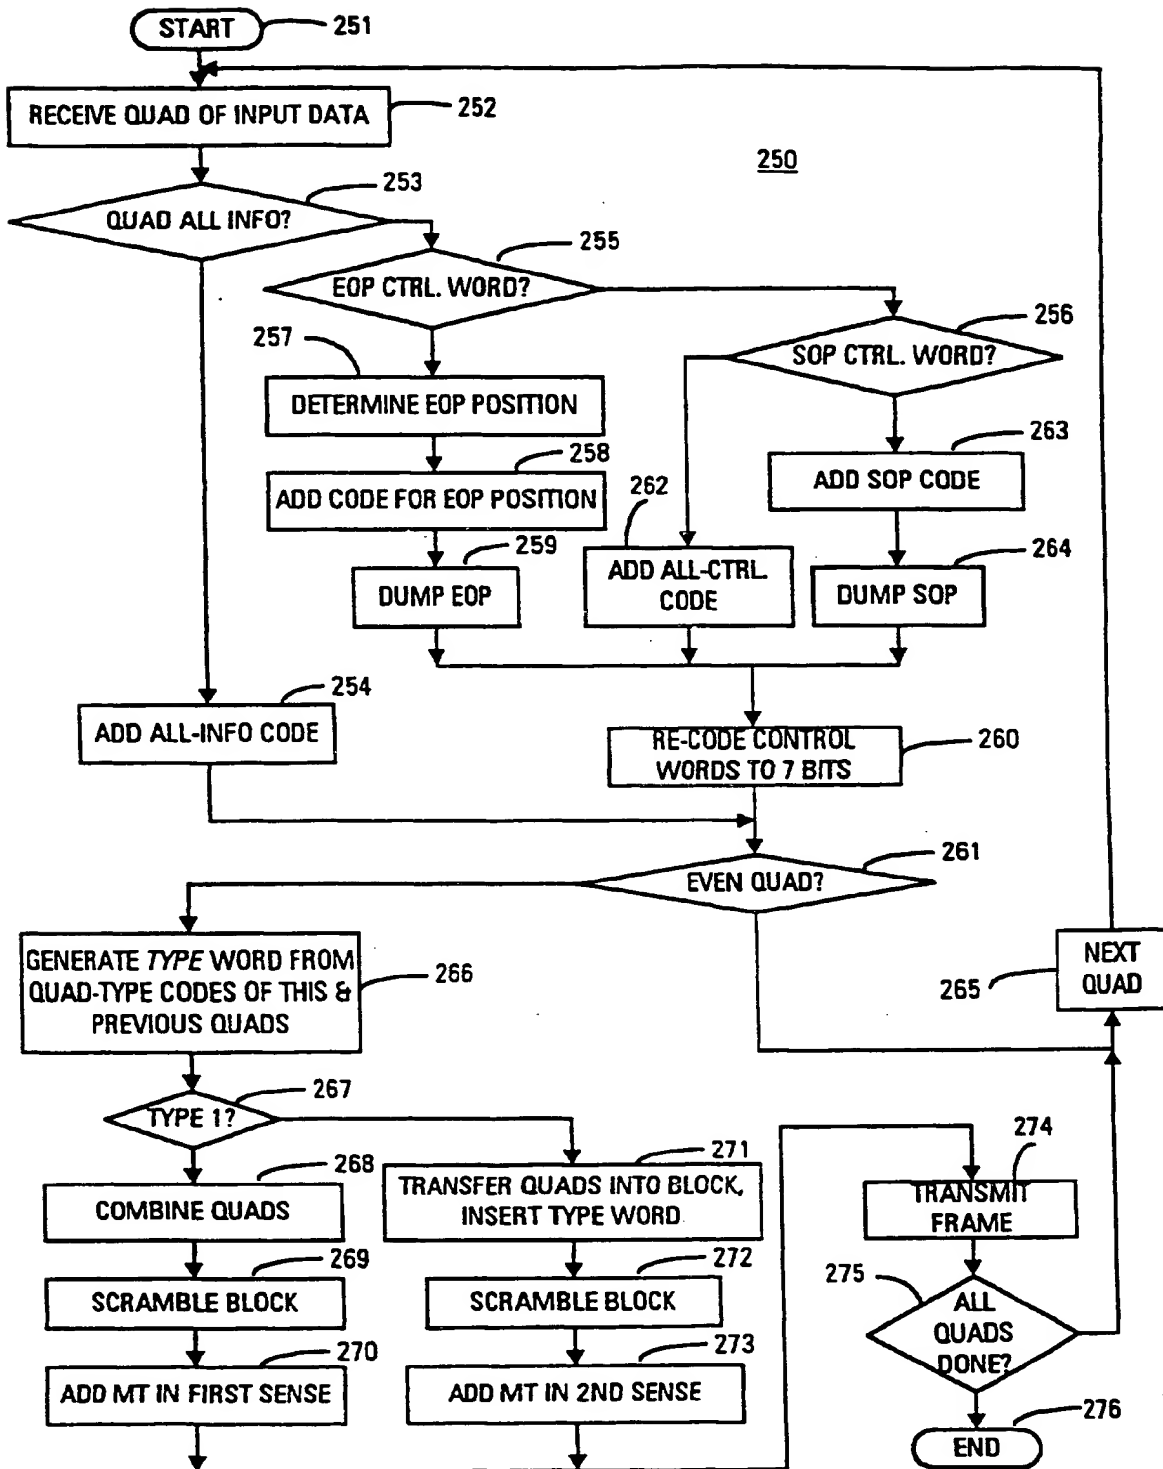 START
251
RECEIVE QUAD OF INPUT DATA
252
250
QUAD ALL INFO?
253
EOP CTRL. WORD?
255
SOP CTRL. WORD?
256
257
DETERMINE EOP POSITION
258
ADD CODE FOR EOP POSITION
259
DUMP EOP
262
ADD ALL-CTRL.
CODE
263
ADD SOP CODE
264
DUMP SOP
254
ADD ALL-INFO CODE
RE-CODE CONTROL
WORDS TO 7 BITS
260
EVEN QUAD?
261
GENERATE TYPE WORD FROM
QUAD-TYPE CODES OF THIS &
PREVIOUS QUADS
266
NEXT
QUAD
265
TYPE 1?
267
268
COMBINE QUADS
269
SCRAMBLE BLOCK
270
ADD MT IN FIRST SENSE
271
TRANSFER QUADS INTO BLOCK,
INSERT TYPE WORD
272
SCRAMBLE BLOCK
273
ADD MT IN 2ND SENSE
274
TRANSMIT
FRAME
275
ALL
QUADS
DONE?
276
END